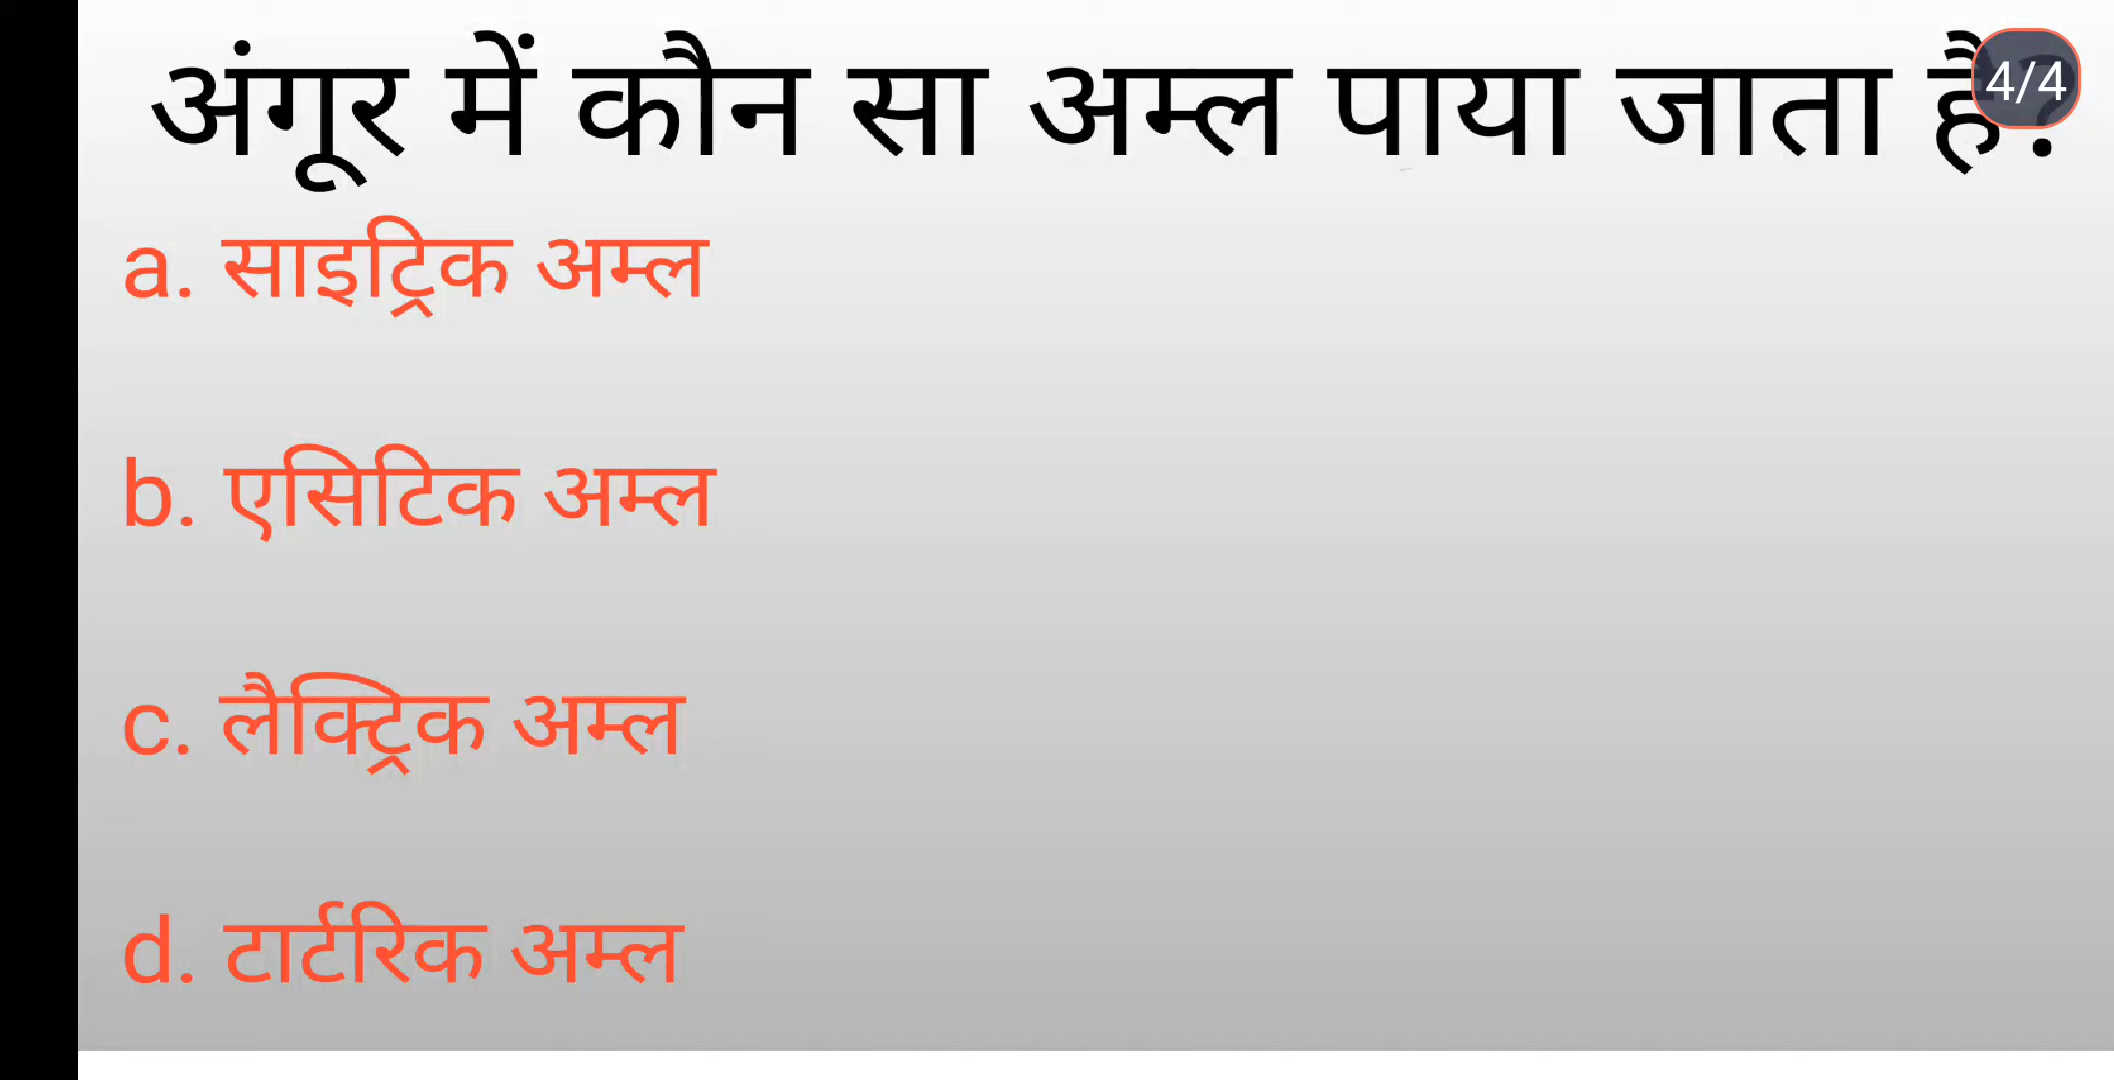 अंगूर में कौन सा अम्ल पाया जाता है?
4/4
a. साइट्रिक अम्ल
b. एसिटिक अम्ल
c. लैक्ट्रिक अम्ल
d. टार्टरिक अम्ल